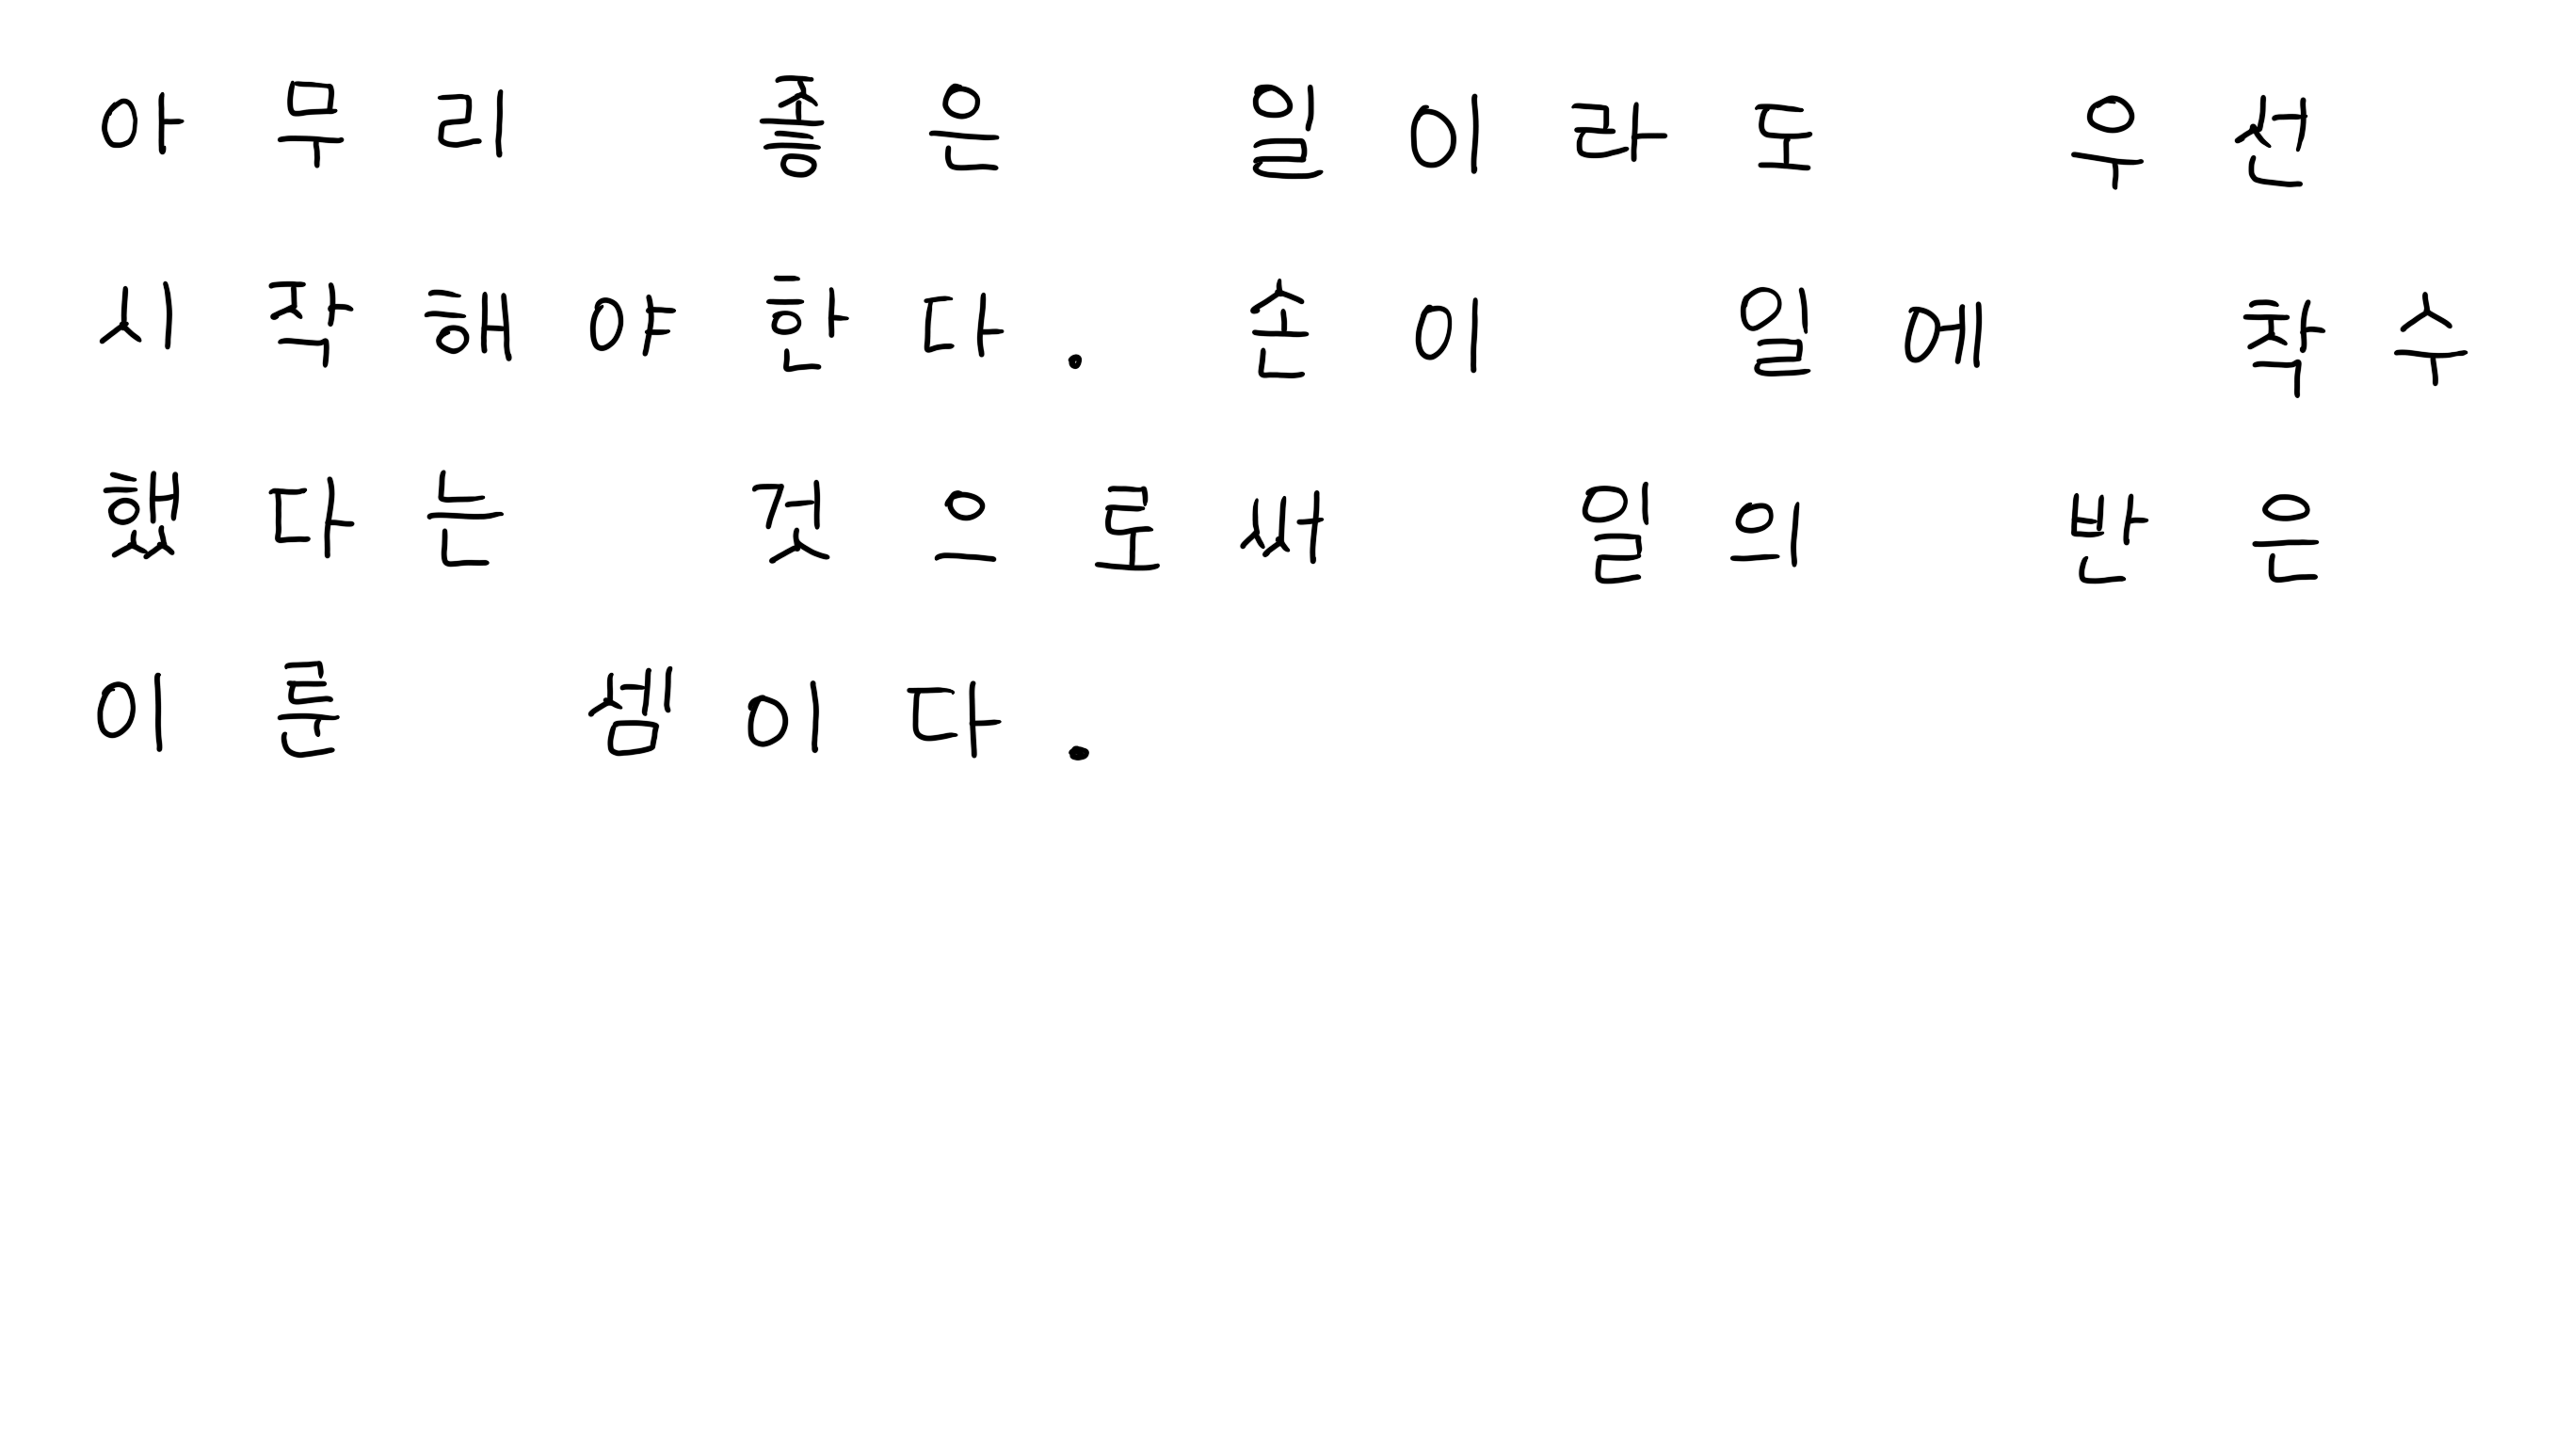 아무리 좋은 일이라도 우선
시작해야한다. 손이 일에 착수
했다는 것으로써 일의 반은
이룬 셈이다.